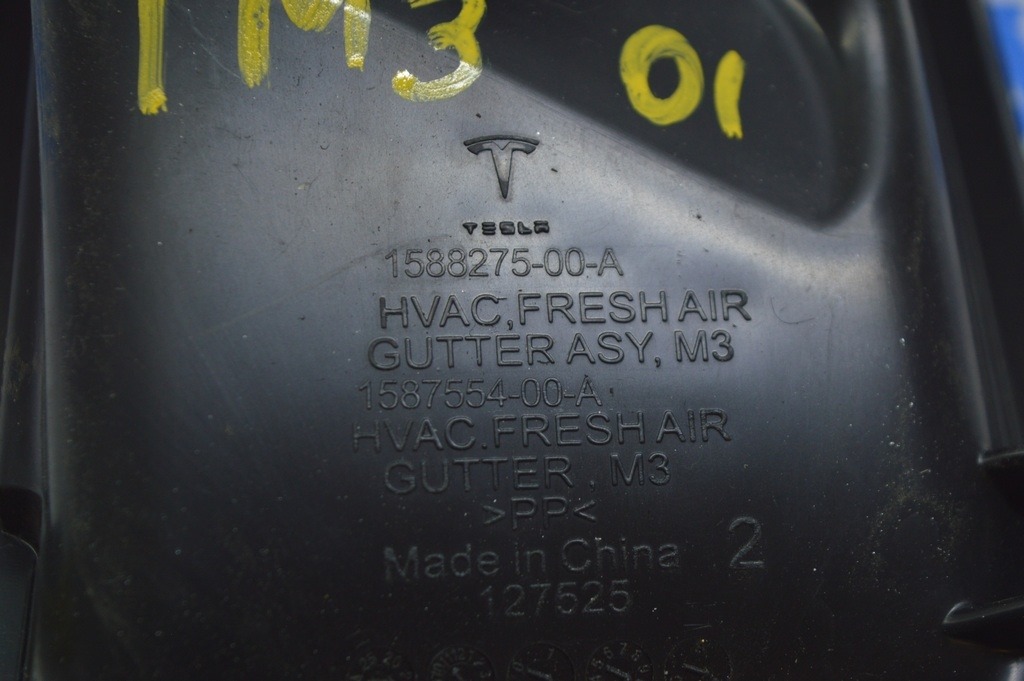 TM3 01
TESLA
1588275-00-A
HVAC,FRESH AIR
GUTTER ASY, M3
1587554-00-A
HVAC.FRESH AIR
GUTTER , M3
>PP<
Made in China 2
127525